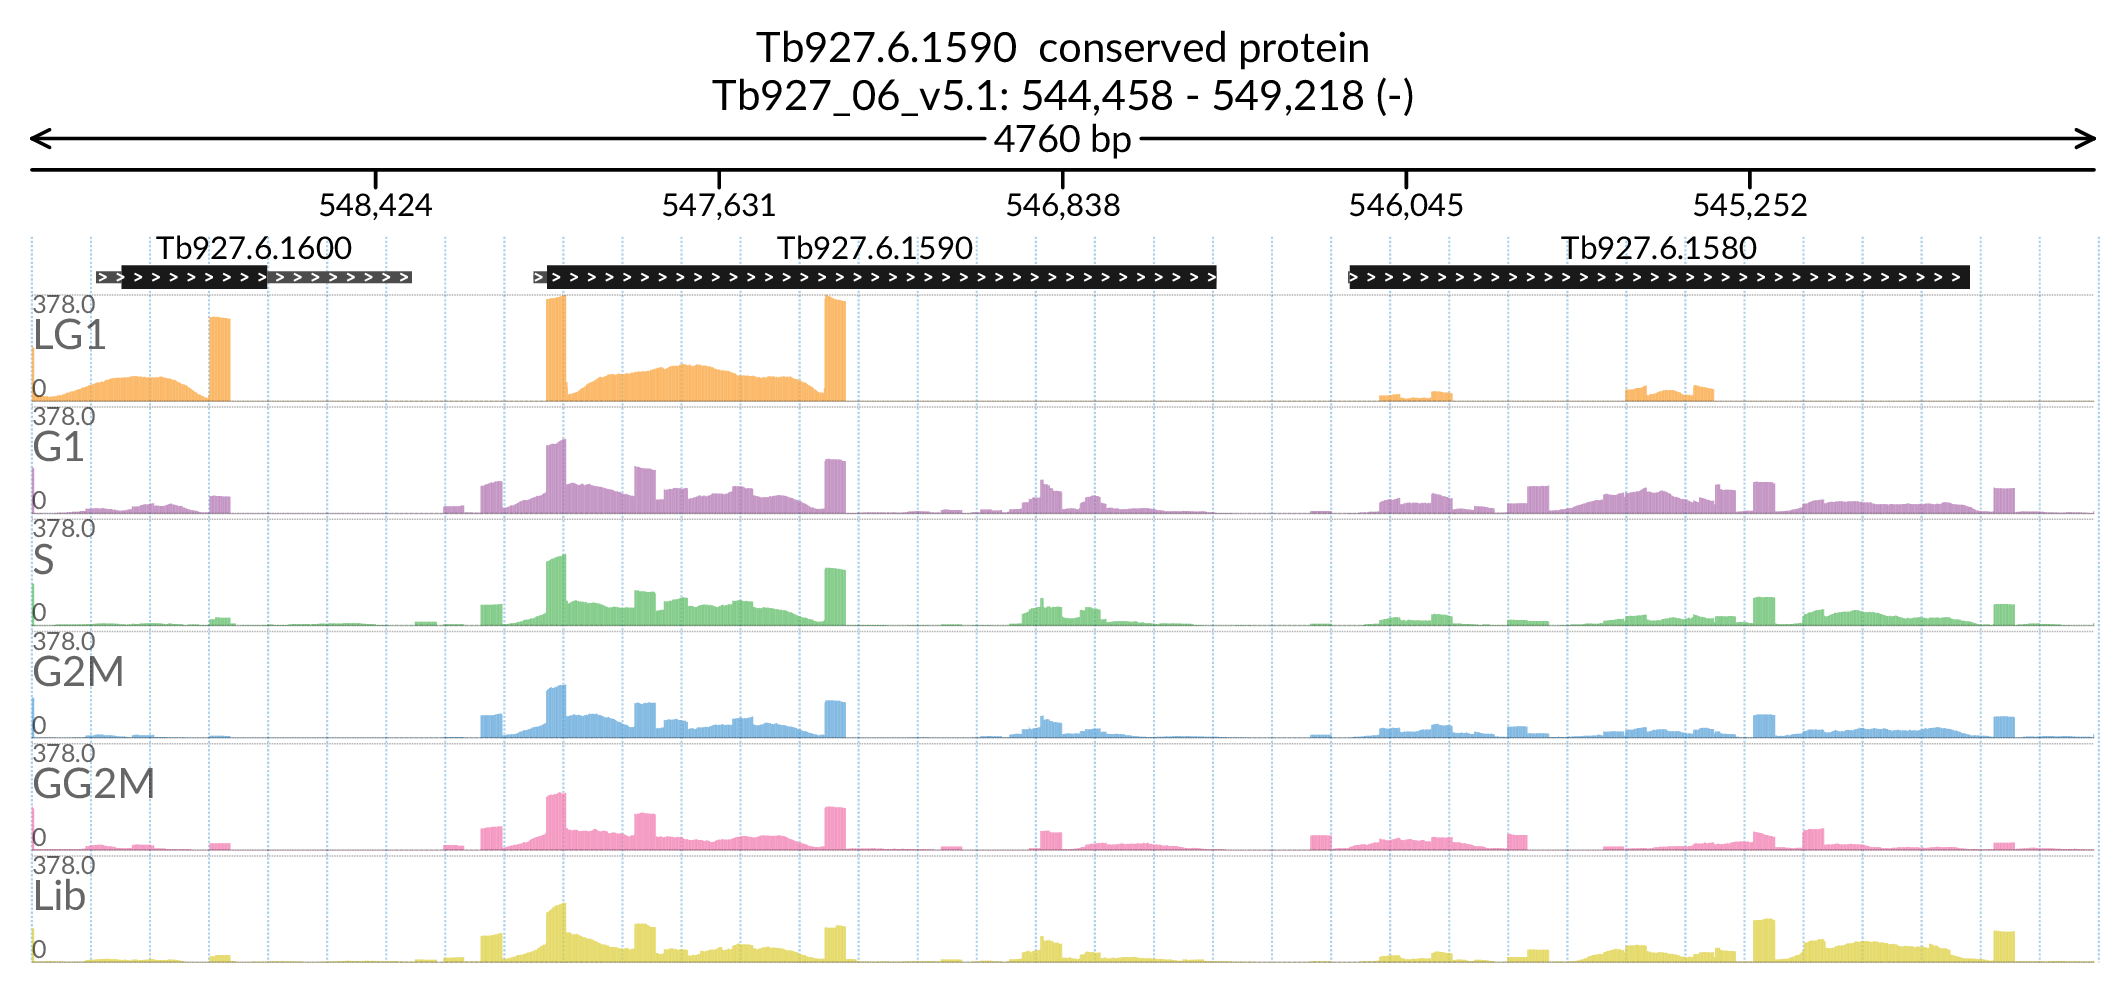 Tb927.6.1590  conserved protein
Tb927_06_v5.1: 544,458 - 549,218 (-)
4760 bp
548,424 547,631 546,838 546,045 545,252
Tb927.6.1600 Tb927.6.1590 Tb927.6.1580
378.0
LG1
0
378.0
G1
0
378.0
S
0
378.0
G2M
0
378.0
GG2M
0
378.0
Lib
0